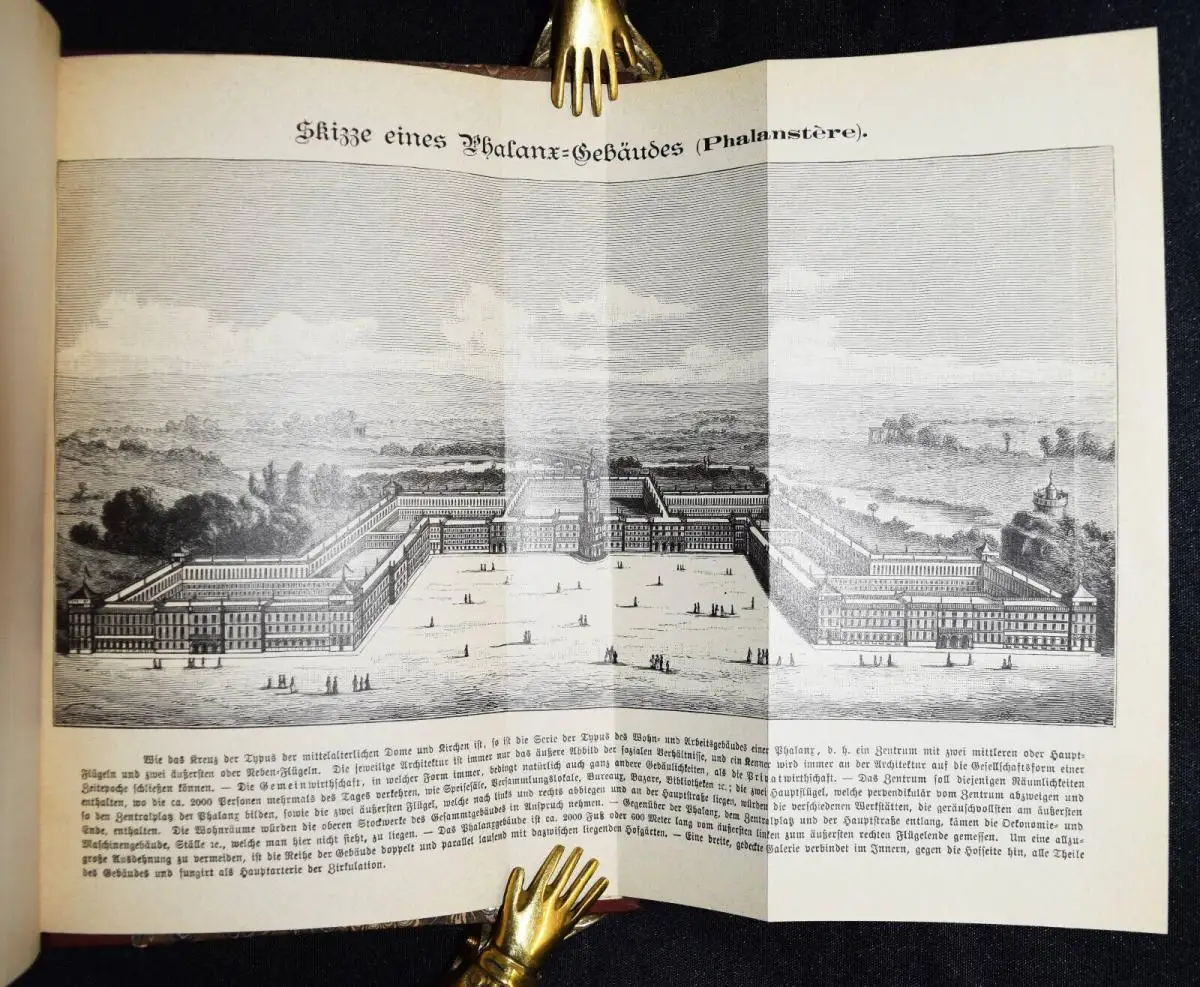 Skizze eines Phalanx-Gebäudes (Phalanstère).
Wie das Kreuz der Typus der mittelalterlichen Dome und Kirchen ist, so ist die Serie der Typus des Wohn- und Arbeitsgebäudes einer Phalanx, d. h. ein Zentrum mit zwei mittleren oder Haupt-
Flügeln und zwei äußersten oder Neben-Flügeln. Die jeweilige Architektur ist immer nur das äußere Abbild der sozialen Verhältnisse, und ein Kenner wird immer an der Architektur auf die Gesellschaftsform einer
Zeitepoche schließen können. — Die Gemeinwirthschaft, in welcher Form immer, bedingt natürlich auch ganz andere Gebäulichkeiten, als die Privatwirthschaft. — Das Zentrum soll diejenigen Räumlichkeiten
enthalten, wo die ca. 2000 Personen mehrmals des Tages verkehren, wie Speisesäle, Versammlungslokale, Bureaux, Bazare, Bibliotheken ꝛc.; die zwei Hauptflügel, welche perpendikulär vom Zentrum abzweigen und
so den Zentralplatz der Phalanx bilden, sowie die zwei äußersten Flügel, welche nach links und rechts abbiegen und an der Hauptstraße liegen, würden die verschiedenen Werkstätten, die geräuschvollsten am äußersten
Ende, enthalten. Die Wohnräume würden die oberen Stockwerke des Gesammtgebäudes in Anspruch nehmen. — Gegenüber der Phalanx, dem Zentralplatz und der Hauptstraße entlang, kämen die Oekonomie- und
Maschinengebäude, Ställe ꝛc., welche man hier nicht sieht, zu liegen. — Das Phalanxgebäude ist ca. 2000 Fuß oder 600 Meter lang vom äußersten linken zum äußersten rechten Flügelende gemessen. Um eine allzu-
große Ausdehnung zu vermeiden, ist die Reihe der Gebäude doppelt und parallel laufend mit dazwischen liegenden Hofgärten. — Eine breite, gedeckte Galerie verbindet im Innern, gegen die Hofseite hin, alle Theile
des Gebäudes und fungirt als Hauptarterie der Zirkulation.